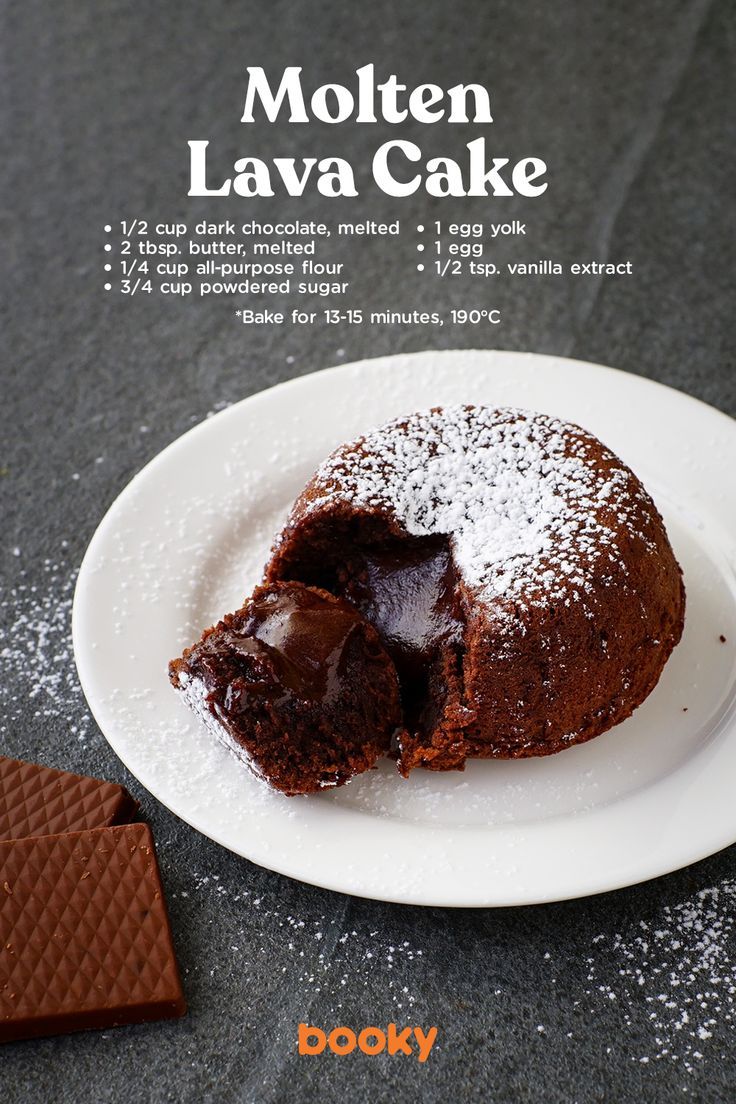 Molten
Lava Cake
• 1/2 cup dark chocolate, melted
• 2 tbsp. butter, melted
• 1/4 cup all-purpose flour
• 3/4 cup powdered sugar
• 1 egg yolk
• 1 egg
• 1/2 tsp. vanilla extract
*Bake for 13-15 minutes, 190°C
booky